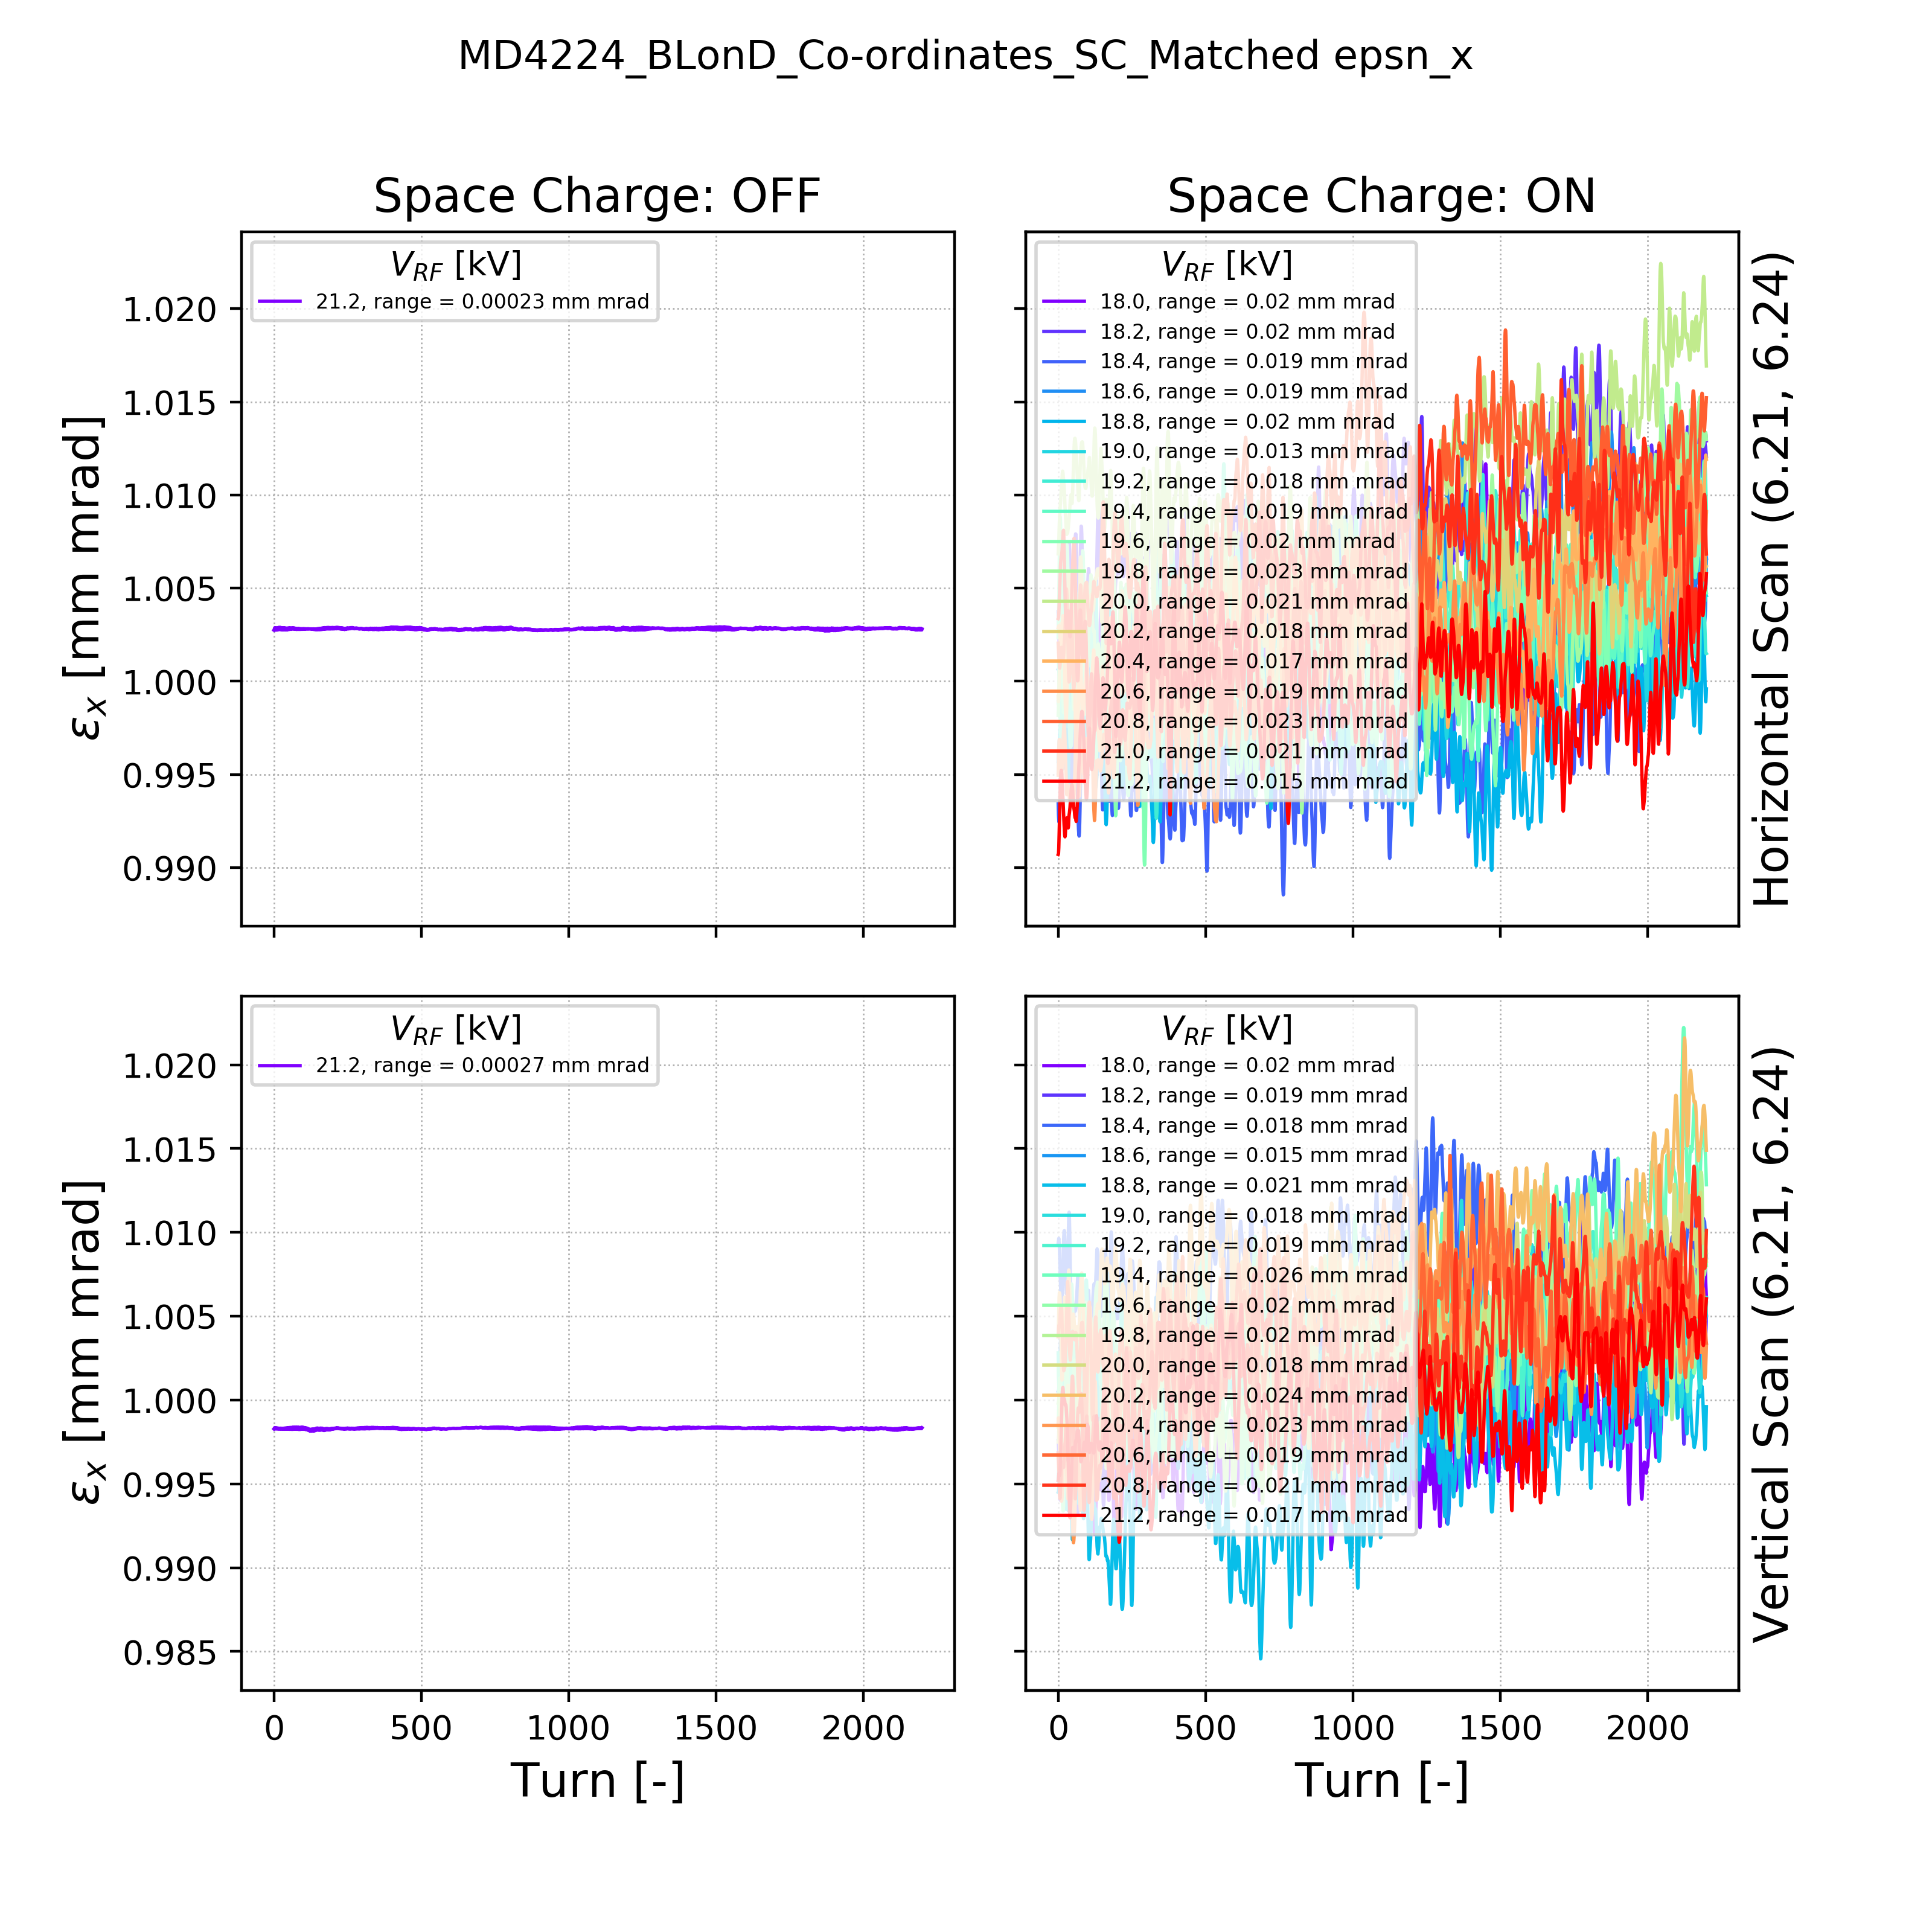 MD4224_BLonD_Co-ordinates_SC_Matched epsn_x
Space Charge: OFF
Space Charge: ON
V_RF [kV]
21.2, range = 0.00023 mm mrad
1.020
1.015
1.010
1.005
1.000
0.995
0.990
ε_x [mm mrad]
V_RF [kV]
18.0, range = 0.02 mm mrad
18.2, range = 0.02 mm mrad
18.4, range = 0.019 mm mrad
18.6, range = 0.019 mm mrad
18.8, range = 0.02 mm mrad
19.0, range = 0.013 mm mrad
19.2, range = 0.018 mm mrad
19.4, range = 0.019 mm mrad
19.6, range = 0.02 mm mrad
19.8, range = 0.023 mm mrad
20.0, range = 0.021 mm mrad
20.2, range = 0.018 mm mrad
20.4, range = 0.017 mm mrad
20.6, range = 0.019 mm mrad
20.8, range = 0.023 mm mrad
21.0, range = 0.021 mm mrad
21.2, range = 0.015 mm mrad
Horizontal Scan (6.21, 6.24)
V_RF [kV]
21.2, range = 0.00027 mm mrad
1.020
1.015
1.010
1.005
1.000
0.995
0.990
0.985
ε_x [mm mrad]
0 500 1000 1500 2000
Turn [-]
V_RF [kV]
18.0, range = 0.02 mm mrad
18.2, range = 0.019 mm mrad
18.4, range = 0.018 mm mrad
18.6, range = 0.015 mm mrad
18.8, range = 0.021 mm mrad
19.0, range = 0.018 mm mrad
19.2, range = 0.019 mm mrad
19.4, range = 0.026 mm mrad
19.6, range = 0.02 mm mrad
19.8, range = 0.02 mm mrad
20.0, range = 0.018 mm mrad
20.2, range = 0.024 mm mrad
20.4, range = 0.023 mm mrad
20.6, range = 0.019 mm mrad
20.8, range = 0.021 mm mrad
21.2, range = 0.017 mm mrad
Vertical Scan (6.21, 6.24)
0 500 1000 1500 2000
Turn [-]